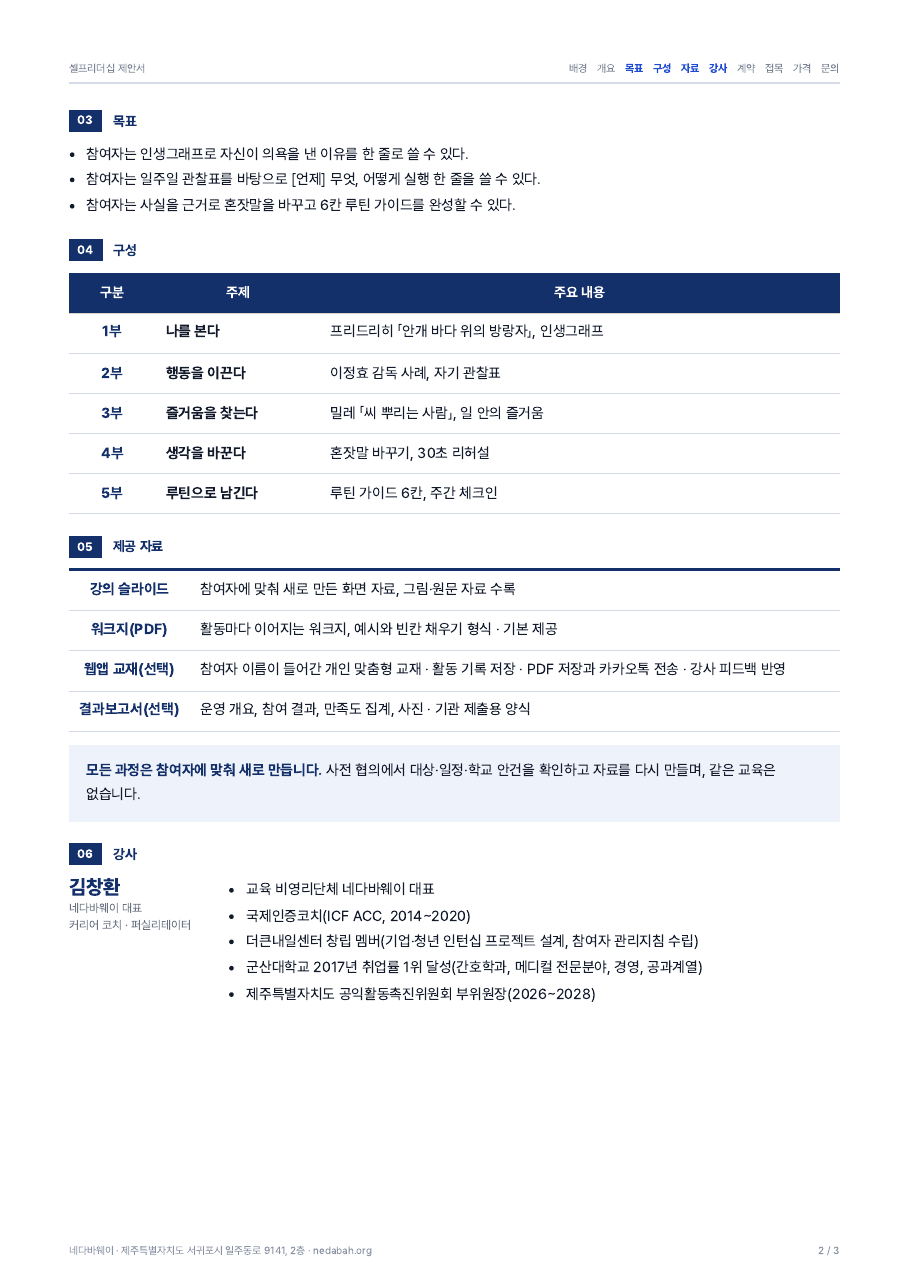 셀프리더십 제안서
배경 개요 목표 구성 자료 강사 계약 접목 가격 문의
03 목표
• 참여자는 인생그래프로 자신이 의욕을 낸 이유를 한 줄로 쓸 수 있다.
• 참여자는 일주일 관찰표를 바탕으로 [언제] 무엇, 어떻게 실행 한 줄을 쓸 수 있다.
• 참여자는 사실을 근거로 혼잣말을 바꾸고 6칸 루틴 가이드를 완성할 수 있다.
04 구성
구분 주제 주요 내용
1부 나를 본다 프리드리히 「안개 바다 위의 방랑자」, 인생그래프
2부 행동을 이끈다 이정효 감독 사례, 자기 관찰표
3부 즐거움을 찾는다 밀레 「씨 뿌리는 사람」, 일 안의 즐거움
4부 생각을 바꾼다 혼잣말 바꾸기, 30초 리허설
5부 루틴으로 남긴다 루틴 가이드 6칸, 주간 체크인
05 제공 자료
강의 슬라이드 참여자에 맞춰 새로 만든 화면 자료, 그림·원문 자료 수록
워크지(PDF) 활동마다 이어지는 워크지, 예시와 빈칸 채우기 형식 · 기본 제공
웹앱 교재(선택) 참여자 이름이 들어간 개인 맞춤형 교재 · 활동 기록 저장 · PDF 저장과 카카오톡 전송 · 강사 피드백 반영
결과보고서(선택) 운영 개요, 참여 결과, 만족도 집계, 사진 · 기관 제출용 양식
모든 과정은 참여자에 맞춰 새로 만듭니다. 사전 협의에서 대상·일정·학교 안건을 확인하고 자료를 다시 만들며, 같은 교육은
없습니다.
06 강사
김창환
네다바웨이 대표
커리어 코치 · 퍼실리테이터
• 교육 비영리단체 네다바웨이 대표
• 국제인증코치(ICF ACC, 2014~2020)
• 더큰내일센터 창립 멤버(기업·청년 인턴십 프로젝트 설계, 참여자 관리지침 수립)
• 군산대학교 2017년 취업률 1위 달성(간호학과, 메디컬 전문분야, 경영, 공과계열)
• 제주특별자치도 공익활동촉진위원회 부위원장(2026~2028)
네다바웨이 · 제주특별자치도 서귀포시 일주동로 9141, 2층 · nedabah.org
2 / 3